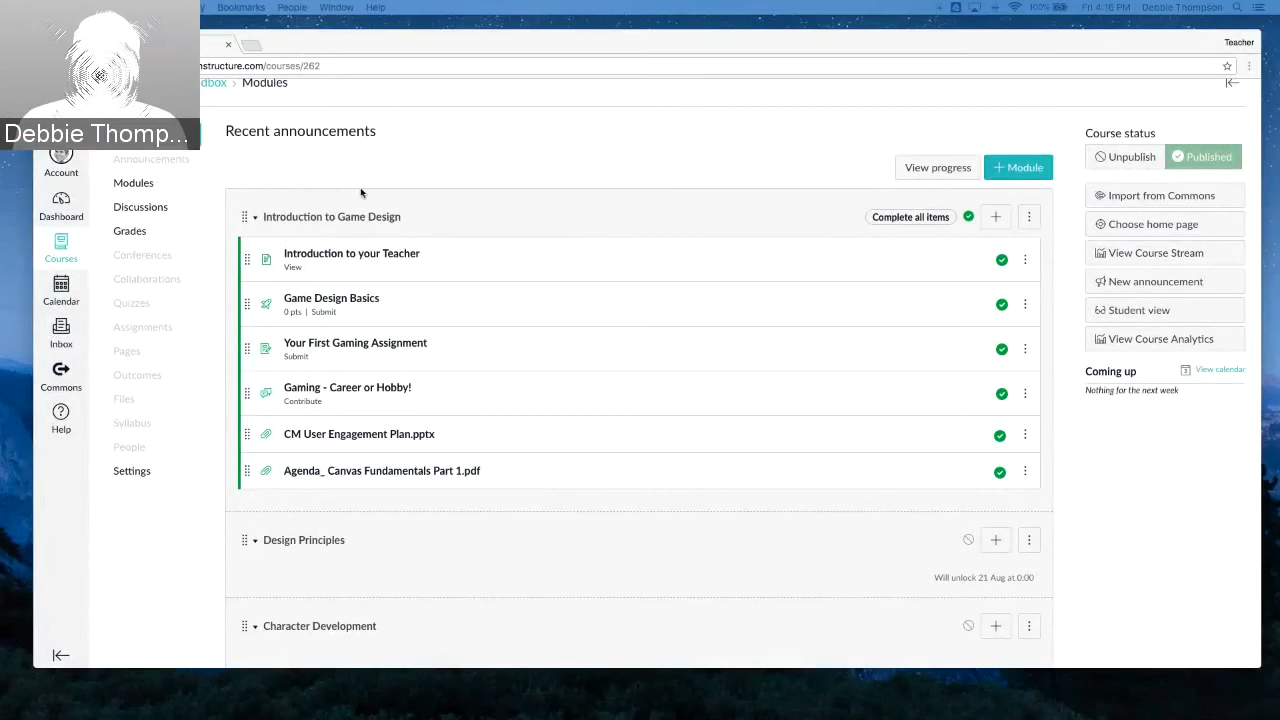 Bookmarks People Window Help
100%
Fri 4:16 PM Debbie Thompson
Teacher
nstructure.com/courses/262
Debbie Thomp...
dbox › Modules
Account
Dashboard
Courses
Calendar
Inbox
Commons
Help
Announcements
Modules
Discussions
Grades
Conferences
Collaborations
Quizzes
Assignments
Pages
Outcomes
Files
Syllabus
People
Settings
Recent announcements
View progress
+ Module
Introduction to Game Design
Complete all items
Introduction to your Teacher
View
Game Design Basics
0 pts | Submit
Your First Gaming Assignment
Submit
Gaming - Career or Hobby!
Contribute
CM User Engagement Plan.pptx
Agenda_ Canvas Fundamentals Part 1.pdf
Design Principles
Will unlock 21 Aug at 0:00
Character Development
Course status
Unpublish
Published
Import from Commons
Choose home page
View Course Stream
New announcement
Student view
View Course Analytics
Coming up
View calendar
Nothing for the next week